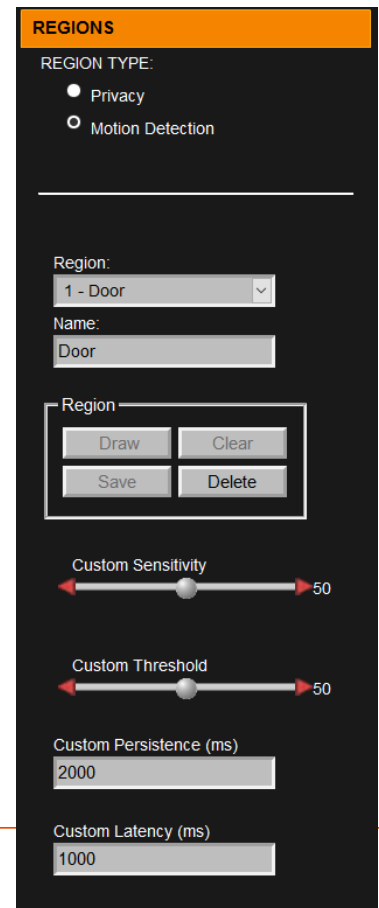 REGIONS
REGION TYPE:
Privacy
Motion Detection
Region:
1 - Door
Name:
Door
Region
Draw Clear
Save Delete
Custom Sensitivity
50
Custom Threshold
50
Custom Persistence (ms)
2000
Custom Latency (ms)
1000